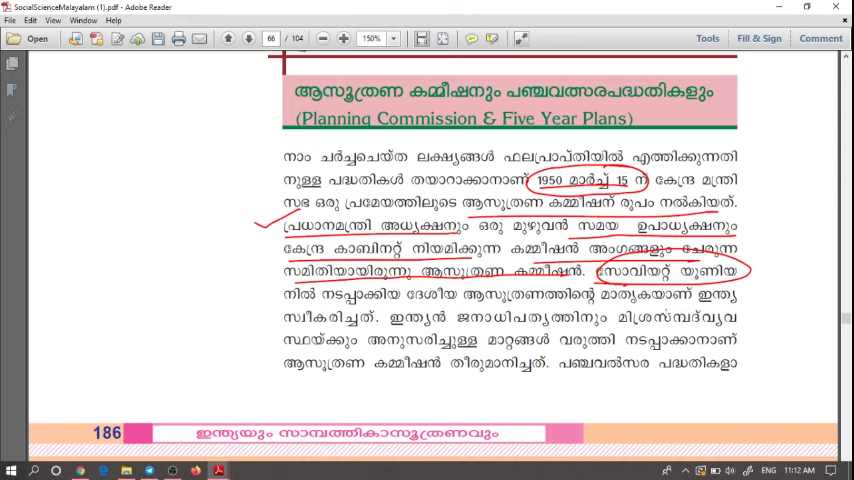 SocialScienceMalayalam (1).pdf - Adobe Reader
File Edit View Window Help
Open 66 / 104 150% Tools Fill & Sign Comment
ആസൂത്രണ കമ്മീഷനും പഞ്ചവത്സരപദ്ധതികളും
(Planning Commission & Five Year Plans)
നാം ചർച്ചചെയ്ത ലക്ഷ്യങ്ങൾ ഫലപ്രാപ്തിയിൽ എത്തിക്കുന്നതി
നുള്ള പദ്ധതികൾ തയാറാക്കാനാണ് 1950 മാർച്ച് 15 ന് കേന്ദ്ര മന്ത്രി
സഭ ഒരു പ്രമേയത്തിലൂടെ ആസൂത്രണ കമ്മീഷന് രൂപം നൽകിയത്.
പ്രധാനമന്ത്രി അധ്യക്ഷനും ഒരു മുഴുവൻ സമയ ഉപാധ്യക്ഷനും
കേന്ദ്ര കാബിനറ്റ് നിയമിക്കുന്ന കമ്മീഷൻ അംഗങ്ങളും ചേരുന്ന
സമിതിയായിരുന്നു ആസൂത്രണ കമ്മീഷൻ. സോവിയറ്റ് യൂണിയ
നിൽ നടപ്പാക്കിയ ദേശീയ ആസൂത്രണത്തിന്റെ മാതൃകയാണ് ഇന്ത്യ
സ്വീകരിച്ചത്. ഇന്ത്യൻ ജനാധിപത്യത്തിനും മിശ്രസമ്പദ്‌വ്യവ
സ്ഥയ്ക്കും അനുസരിച്ചുള്ള മാറ്റങ്ങൾ വരുത്തി നടപ്പാക്കാനാണ്
ആസൂത്രണ കമ്മീഷൻ തീരുമാനിച്ചത്. പഞ്ചവൽസര പദ്ധതികളാ
186 ഇന്ത്യയും സാമ്പത്തികാസൂത്രണവും
ENG 11:12 AM